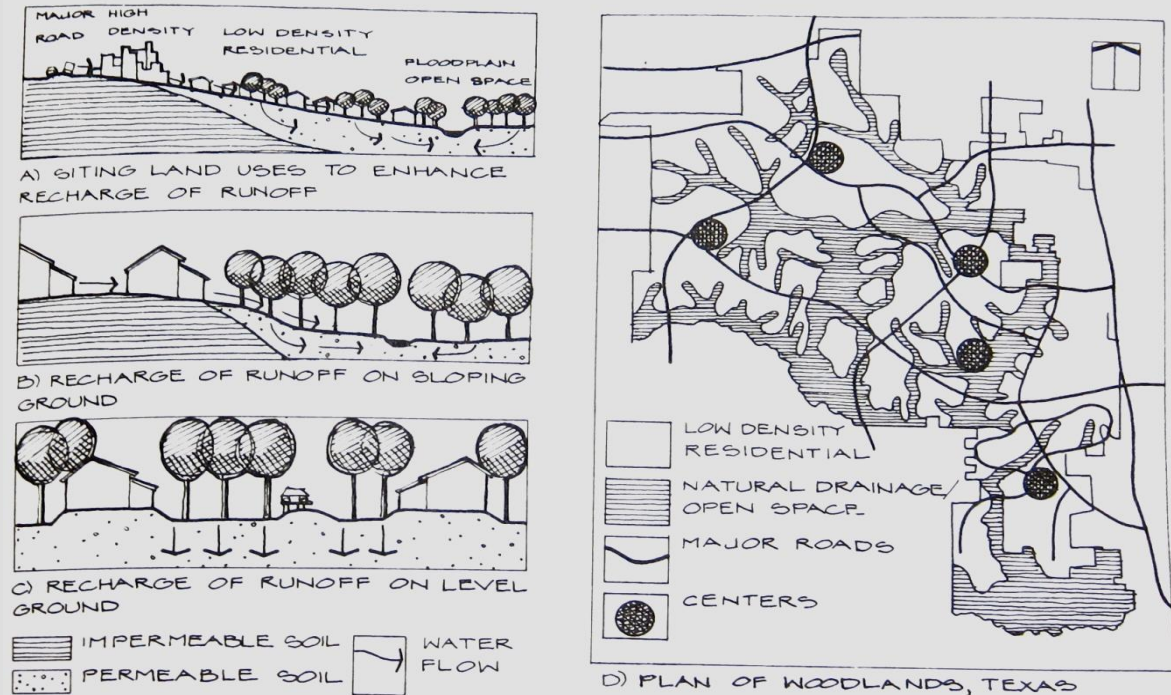 MAJOR HIGH
ROAD DENSITY
LOW DENSITY
RESIDENTIAL
FLOODPLAIN
OPEN SPACE
A) SITING LAND USES TO ENHANCE
RECHARGE OF RUNOFF
B) RECHARGE OF RUNOFF ON SLOPING
GROUND
C) RECHARGE OF RUNOFF ON LEVEL
GROUND
IMPERMEABLE SOIL
PERMEABLE SOIL
WATER
FLOW
LOW DENSITY
RESIDENTIAL
NATURAL DRAINAGE/
OPEN SPACE
MAJOR ROADS
CENTERS
D) PLAN OF WOODLANDS, TEXAS